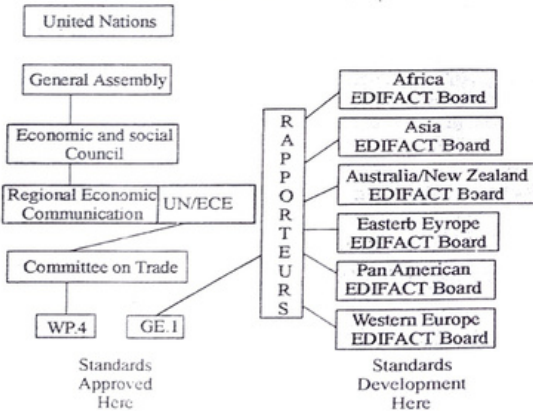 United Nations
General Assembly
Economic and social
Council
Regional Economic
Communication
UN/ECE
Committee on Trade
WP.4
GE.1
Standards
Approved
Here
RAPPORTEURS
Africa
EDIFACT Board
Asia
EDIFACT Board
Australia/New Zealand
EDIFACT Board
Easterb Eyrope
EDIFACT Board
Pan American
EDIFACT Board
Western Europe
EDIFACT Board
Standards
Development
Here